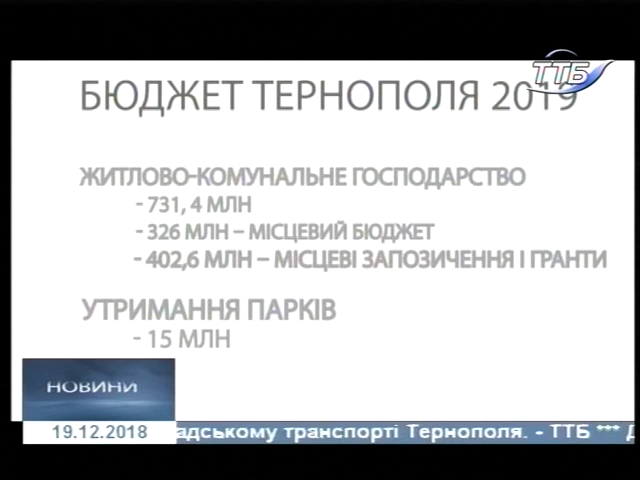 ТТБ
БЮДЖЕТ ТЕРНОПОЛЯ 2019
ЖИТЛОВО-КОМУНАЛЬНЕ ГОСПОДАРСТВО
- 731, 4 МЛН
- 326 МЛН – МІСЦЕВИЙ БЮДЖЕТ
- 402,6 МЛН – МІСЦЕВІ ЗАПОЗИЧЕННЯ І ГРАНТИ
УТРИМАННЯ ПАРКІВ
- 15 МЛН
НОВИНИ
19.12.2018 адському транспорті Тернополя. - ТТБ ***